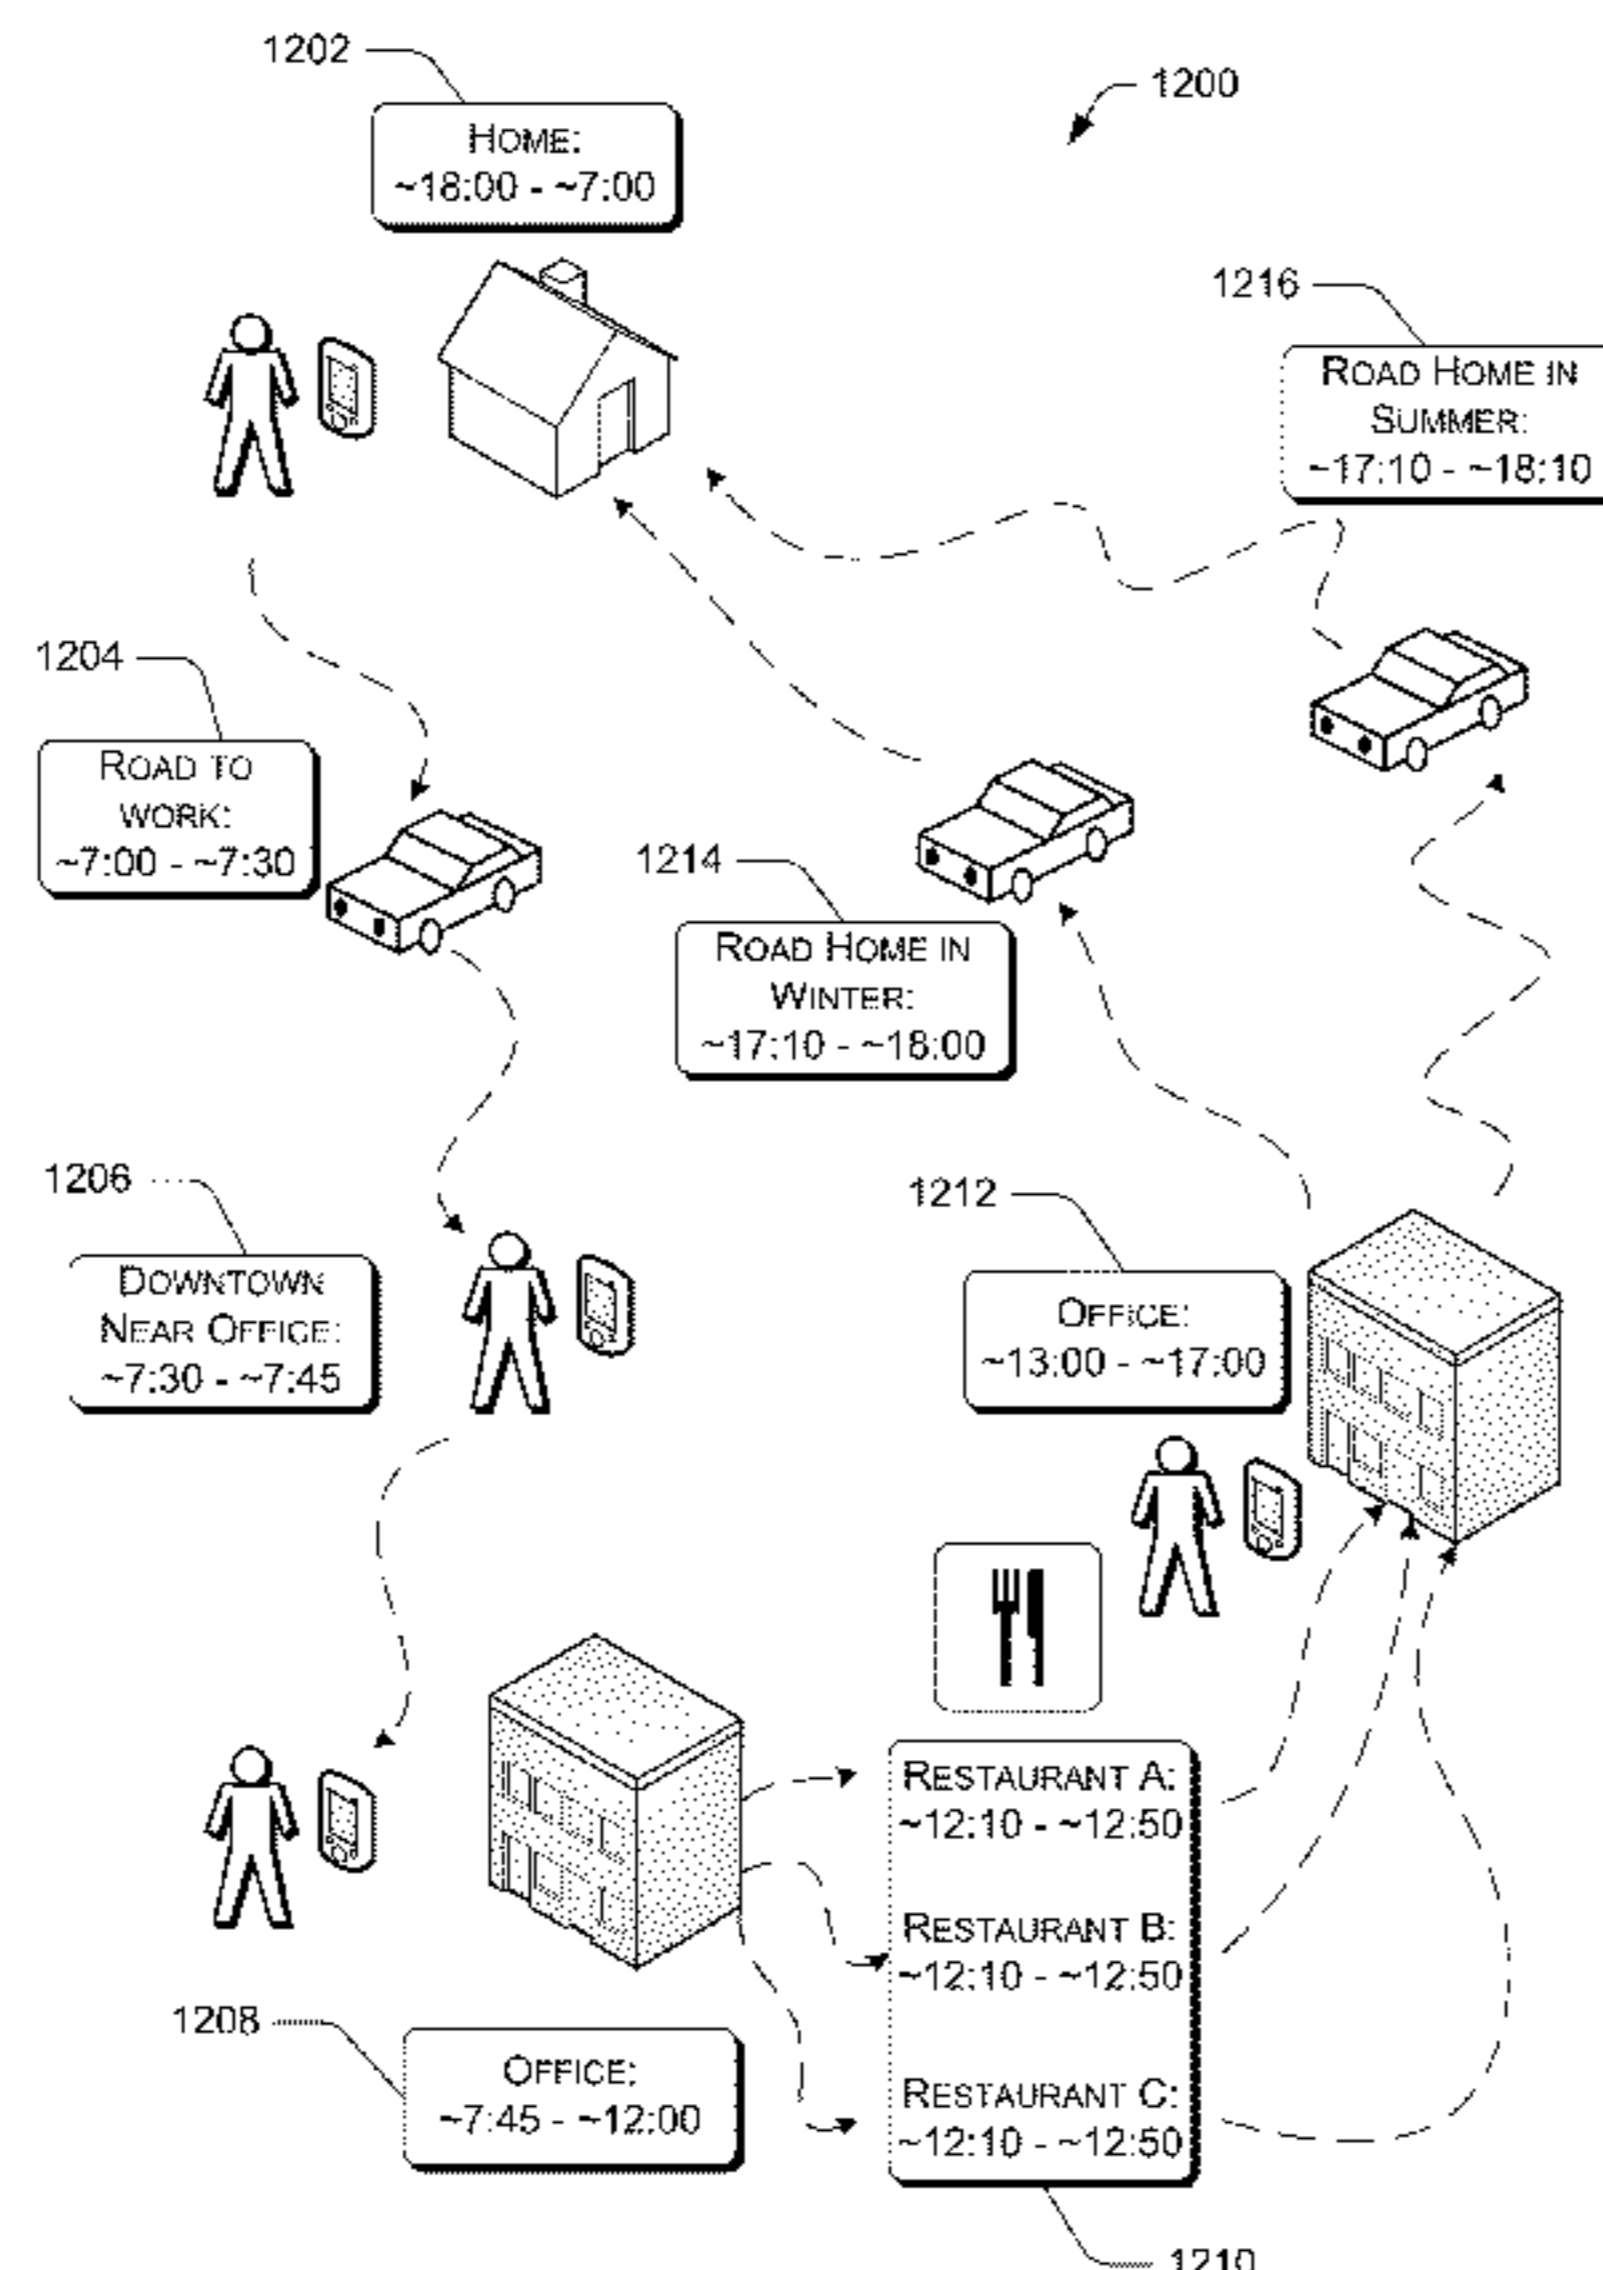 1202
1200
HOME:
~18:00 - ~7:00
1216
ROAD HOME IN
SUMMER:
~17:10 - ~18:10
1204
ROAD TO
WORK:
~7:00 - ~7:30
1214
ROAD HOME IN
WINTER:
~17:10 - ~18:00
1206
DOWNTOWN
NEAR OFFICE:
~7:30 - ~7:45
1212
OFFICE:
~13:00 - ~17:00
RESTAURANT A:
~12:10 - ~12:50
RESTAURANT B:
~12:10 - ~12:50
RESTAURANT C:
~12:10 - ~12:50
1208
OFFICE:
~7:45 - ~12:00
1210